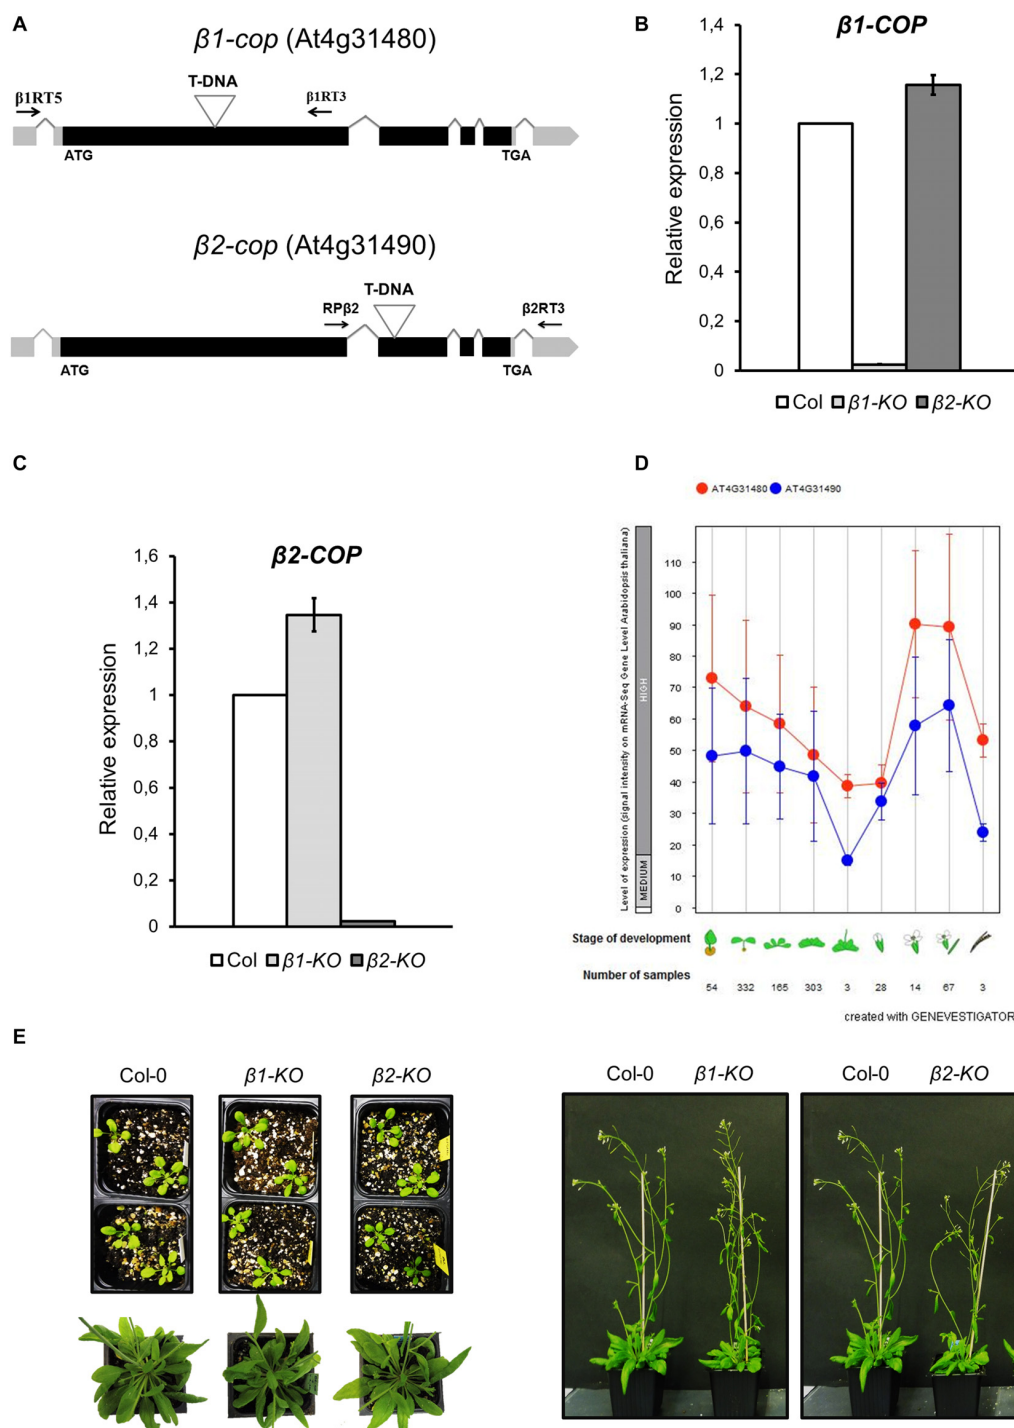 A
β1-cop (At4g31480)
T-DNA
β1RT5
β1RT3
ATG
TGA
β2-cop (At4g31490)
T-DNA
RPβ2
β2RT3
ATG
TGA
B
β1-COP
Relative expression
1,4
1,2
1
0,8
0,6
0,4
0,2
0
Col β1-KO β2-KO
C
β2-COP
Relative expression
1,6
1,4
1,2
1
0,8
0,6
0,4
0,2
0
Col β1-KO β2-KO
D
AT4G31480 AT4G31490
Level of expression (signal intensity on mRNA-Seq Gene Level Arabidopsis thaliana)
HIGH
MEDIUM
110
100
90
80
70
60
50
40
30
20
10
0
Stage of development
Number of samples
54 332 165 303 3 28 14 67 3
created with GENEVESTIGATOR
E
Col-0 β1-KO β2-KO
Col-0 β1-KO
Col-0 β2-KO